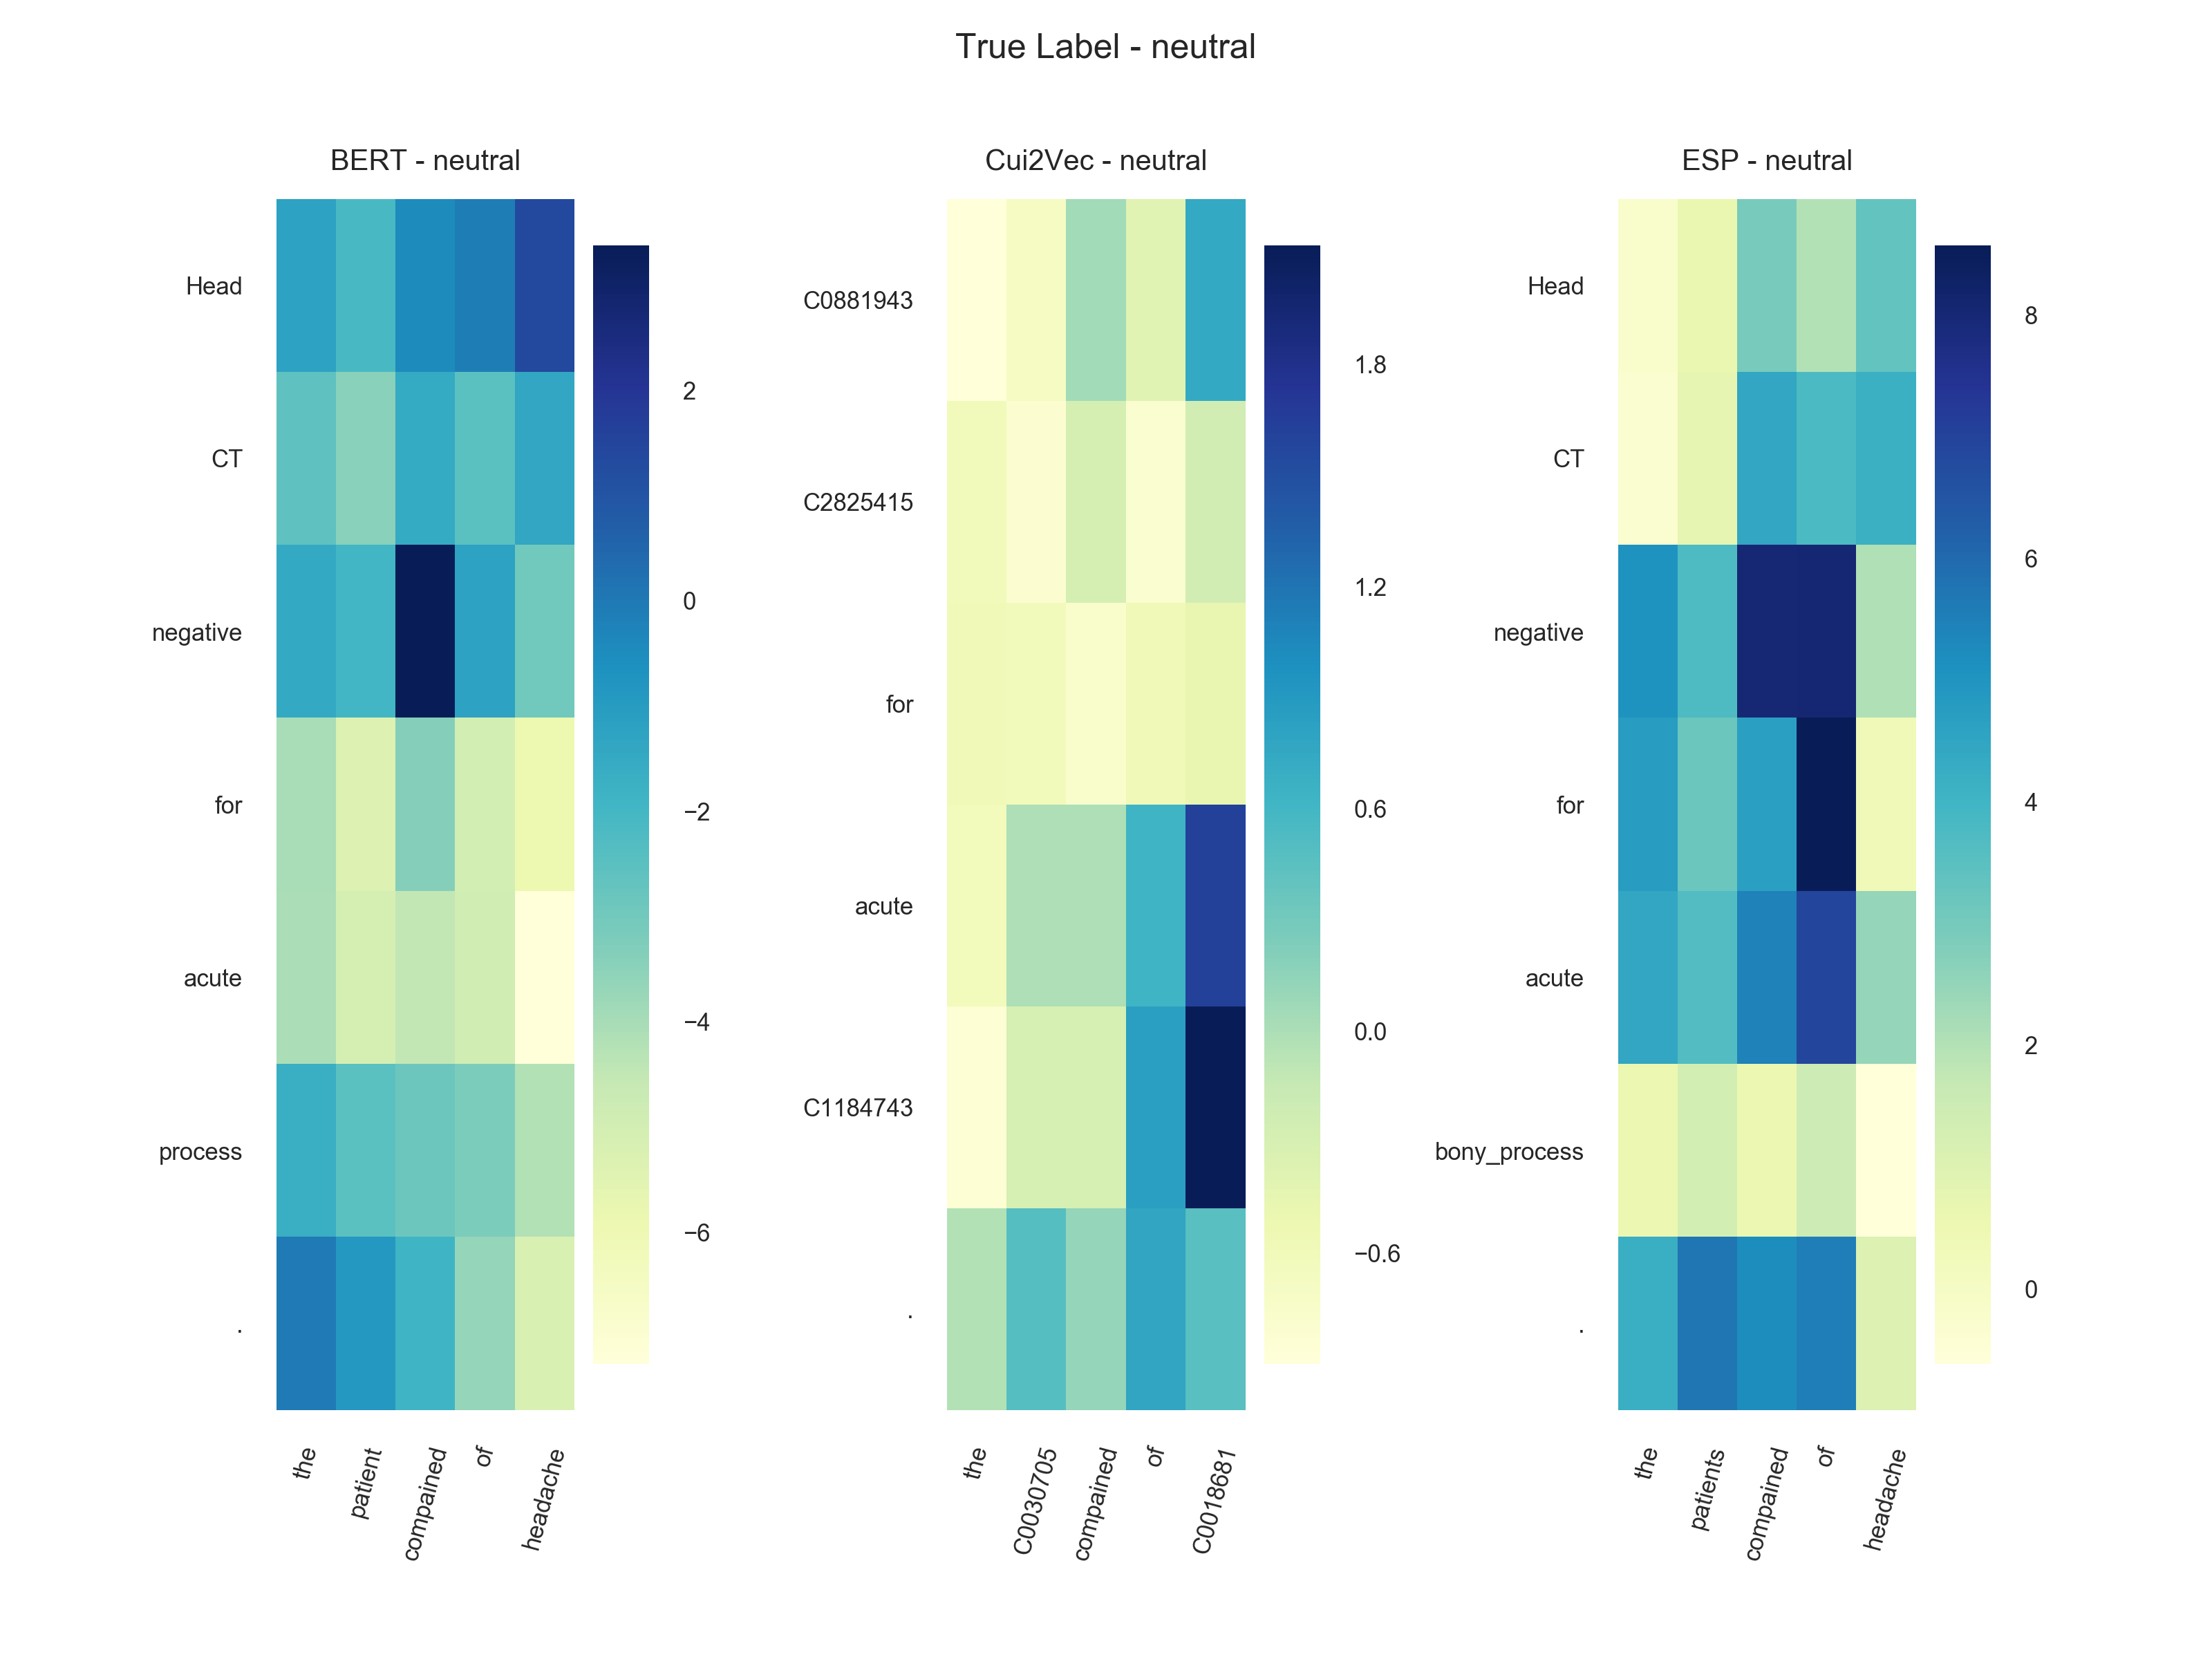 True Label - neutral
BERT - neutral
Head
CT
negative
for
acute
process
.
the
patient
compained
of
headache
2
0
−2
−4
−6
Cui2Vec - neutral
C0881943
C2825415
for
acute
C1184743
.
the
C0030705
compained
of
C0018681
1.8
1.2
0.6
0.0
−0.6
ESP - neutral
Head
CT
negative
for
acute
bony_process
.
the
patients
compained
of
headache
8
6
4
2
0